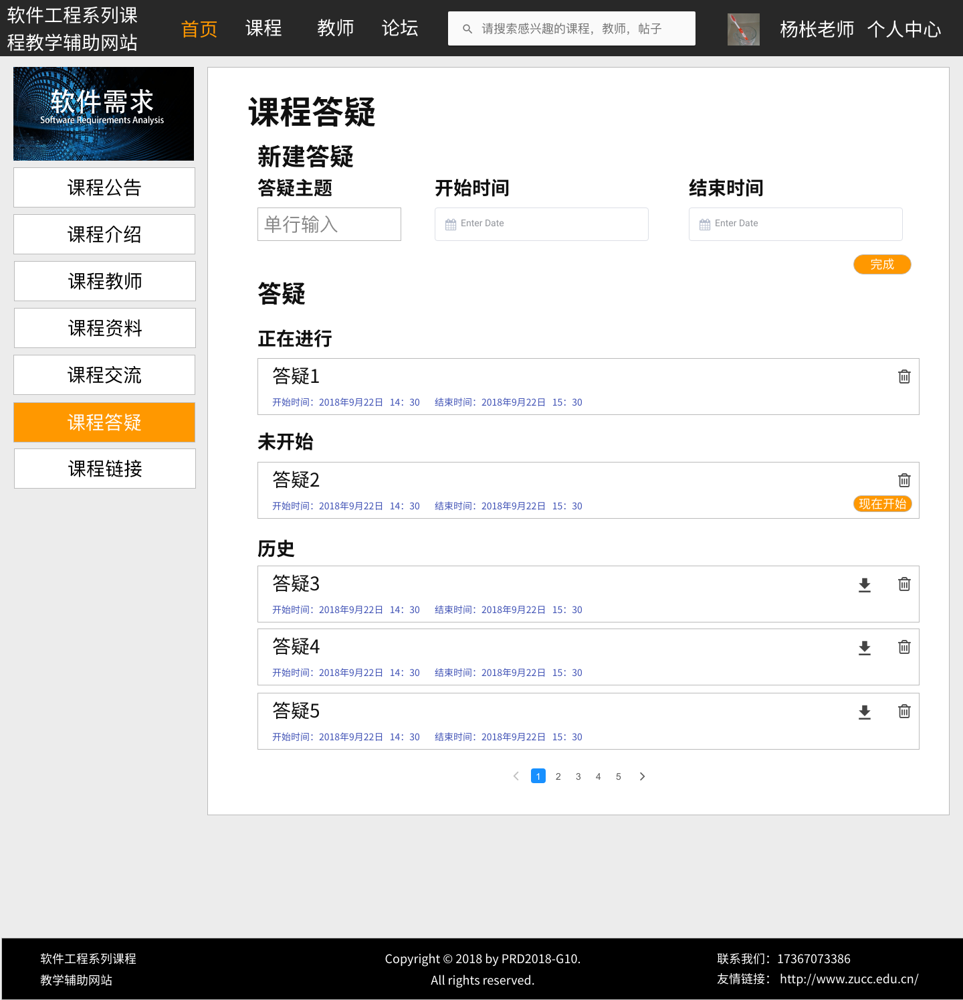 软件工程系列课
程教学辅助网站
首页 课程 教师 论坛
请搜索感兴趣的课程，教师，帖子
杨枨老师 个人中心
软件需求
Software Requirements Analysis
课程公告
课程介绍
课程教师
课程资料
课程交流
课程答疑
课程链接
课程答疑
新建答疑
答疑主题 开始时间 结束时间
单行输入 Enter Date Enter Date
完成
答疑
正在进行
答疑1
开始时间：2018年9月22日 14：30 结束时间：2018年9月22日 15：30
未开始
答疑2
开始时间：2018年9月22日 14：30 结束时间：2018年9月22日 15：30
现在开始
历史
答疑3
开始时间：2018年9月22日 14：30 结束时间：2018年9月22日 15：30
答疑4
开始时间：2018年9月22日 14：30 结束时间：2018年9月22日 15：30
答疑5
开始时间：2018年9月22日 14：30 结束时间：2018年9月22日 15：30
1 2 3 4 5
软件工程系列课程
教学辅助网站
Copyright © 2018 by PRD2018-G10.
All rights reserved.
联系我们：17367073386
友情链接： http://www.zucc.edu.cn/